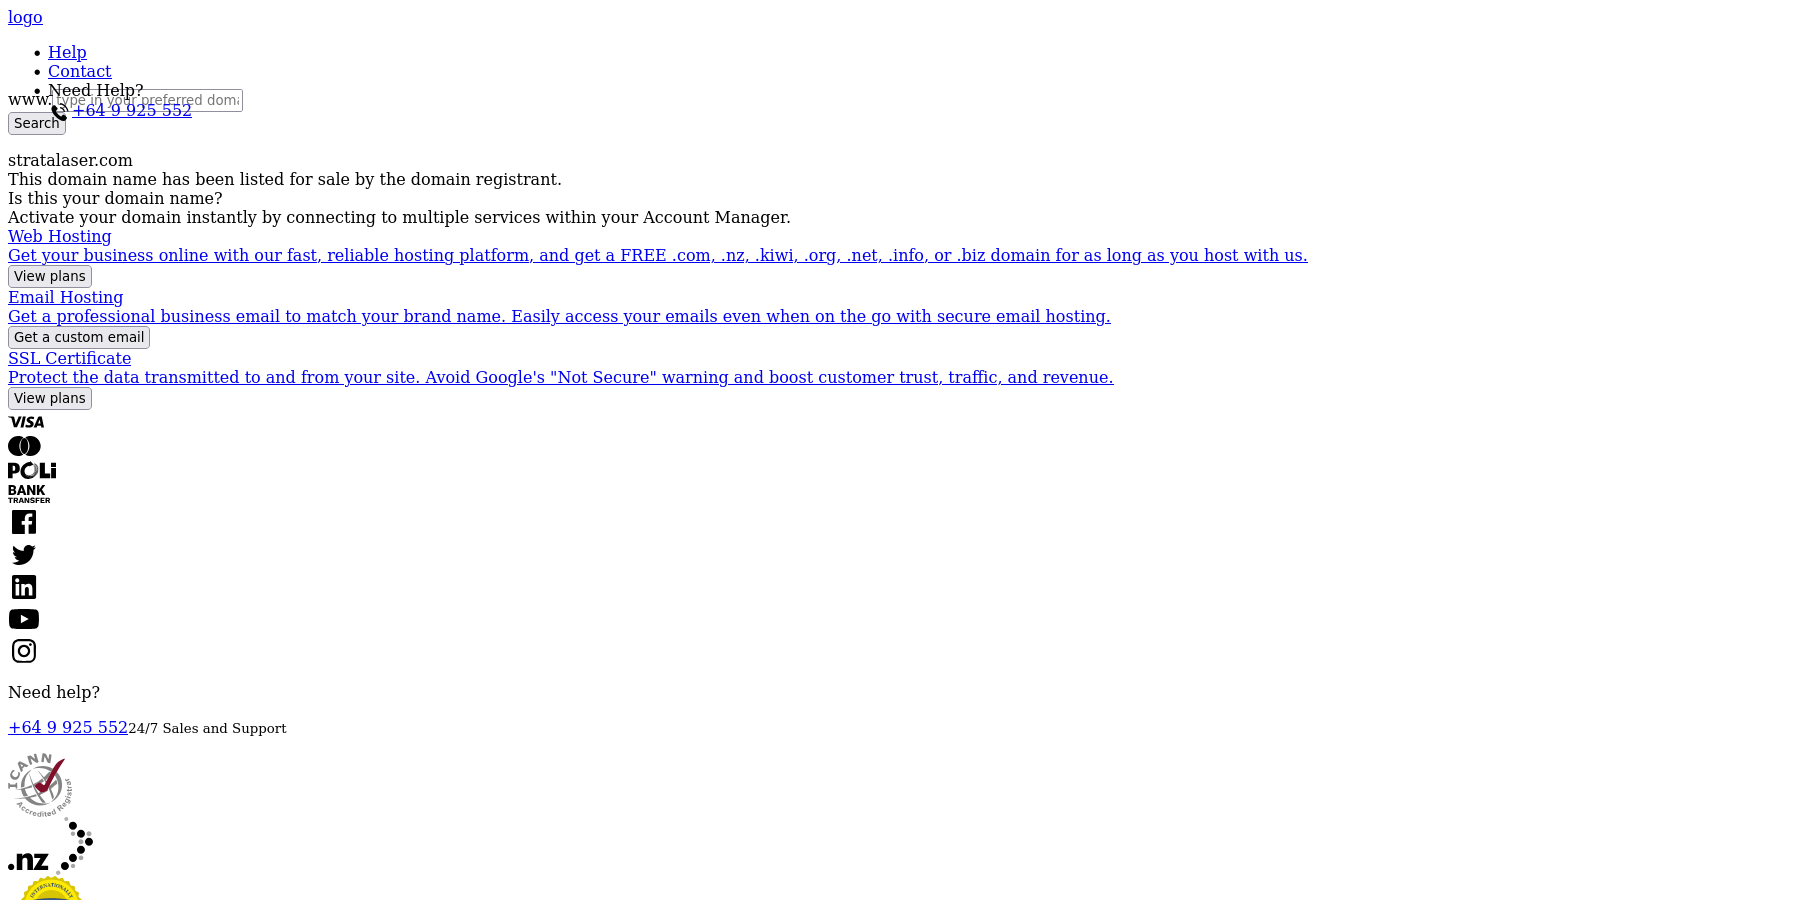 logo
Help
Contact
Need Help?
www.
type in your preferred doma
+64 9 925 552
Search
stratalaser.com
This domain name has been listed for sale by the domain registrant.
Is this your domain name?
Activate your domain instantly by connecting to multiple services within your Account Manager.
Web Hosting
Get your business online with our fast, reliable hosting platform, and get a FREE .com, .nz, .kiwi, .org, .net, .info, or .biz domain for as long as you host with us.
View plans
Email Hosting
Get a professional business email to match your brand name. Easily access your emails even when on the go with secure email hosting.
Get a custom email
SSL Certificate
Protect the data transmitted to and from your site. Avoid Google's "Not Secure" warning and boost customer trust, traffic, and revenue.
View plans
VISA
POLi
BANK
TRANSFER
Need help?
+64 9 925 552 24/7 Sales and Support
ICANN
Accredited Registrar
.nz
INTERNATIONALLY